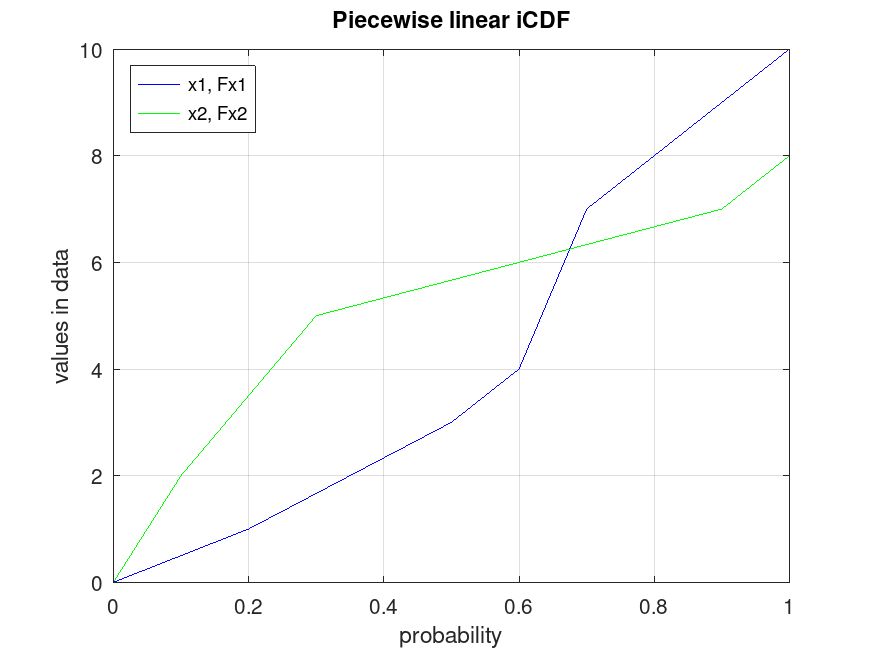 Piecewise linear iCDF
x1, Fx1
x2, Fx2
values in data
10
8
6
4
2
0
0 0.2 0.4 0.6 0.8 1
probability